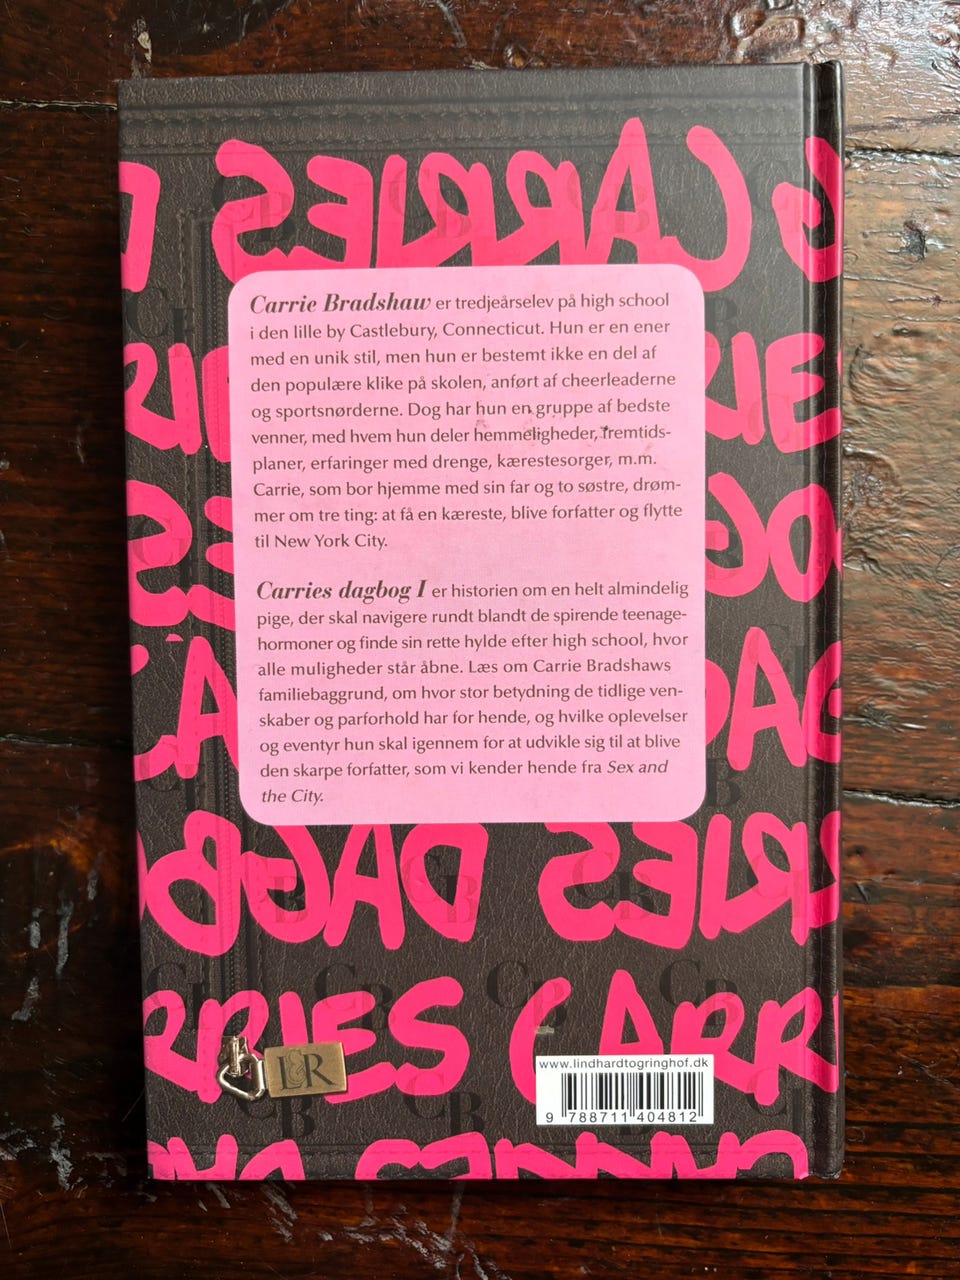 CARRIES
Carrie Bradshaw er tredjeårselev på high school
i den lille by Castlebury, Connecticut. Hun er en ener
med en unik stil, men hun er bestemt ikke en del af
den populære klike på skolen, anført af cheerleaderne
og sportsnørderne. Dog har hun en gruppe af bedste
venner, med hvem hun deler hemmeligheder, fremtids-
planer, erfaringer med drenge, kærestesorger, m.m.
Carrie, som bor hjemme med sin far og to søstre, drøm-
mer om tre ting: at få en kæreste, blive forfatter og flytte
til New York City.
Carries dagbog I er historien om en helt almindelig
pige, der skal navigere rundt blandt de spirende teenage-
hormoner og finde sin rette hylde efter high school, hvor
alle muligheder står åbne. Læs om Carrie Bradshaws
familiebaggrund, om hvor stor betydning de tidlige ven-
skaber og parforhold har for hende, og hvilke oplevelser
og eventyr hun skal igennem for at udvikle sig til at blive
den skarpe forfatter, som vi kender hende fra Sex and
the City.
RIES DAGBO
RRIES CARR
L&R
www.lindhardtogringhof.dk
9 788711 404812